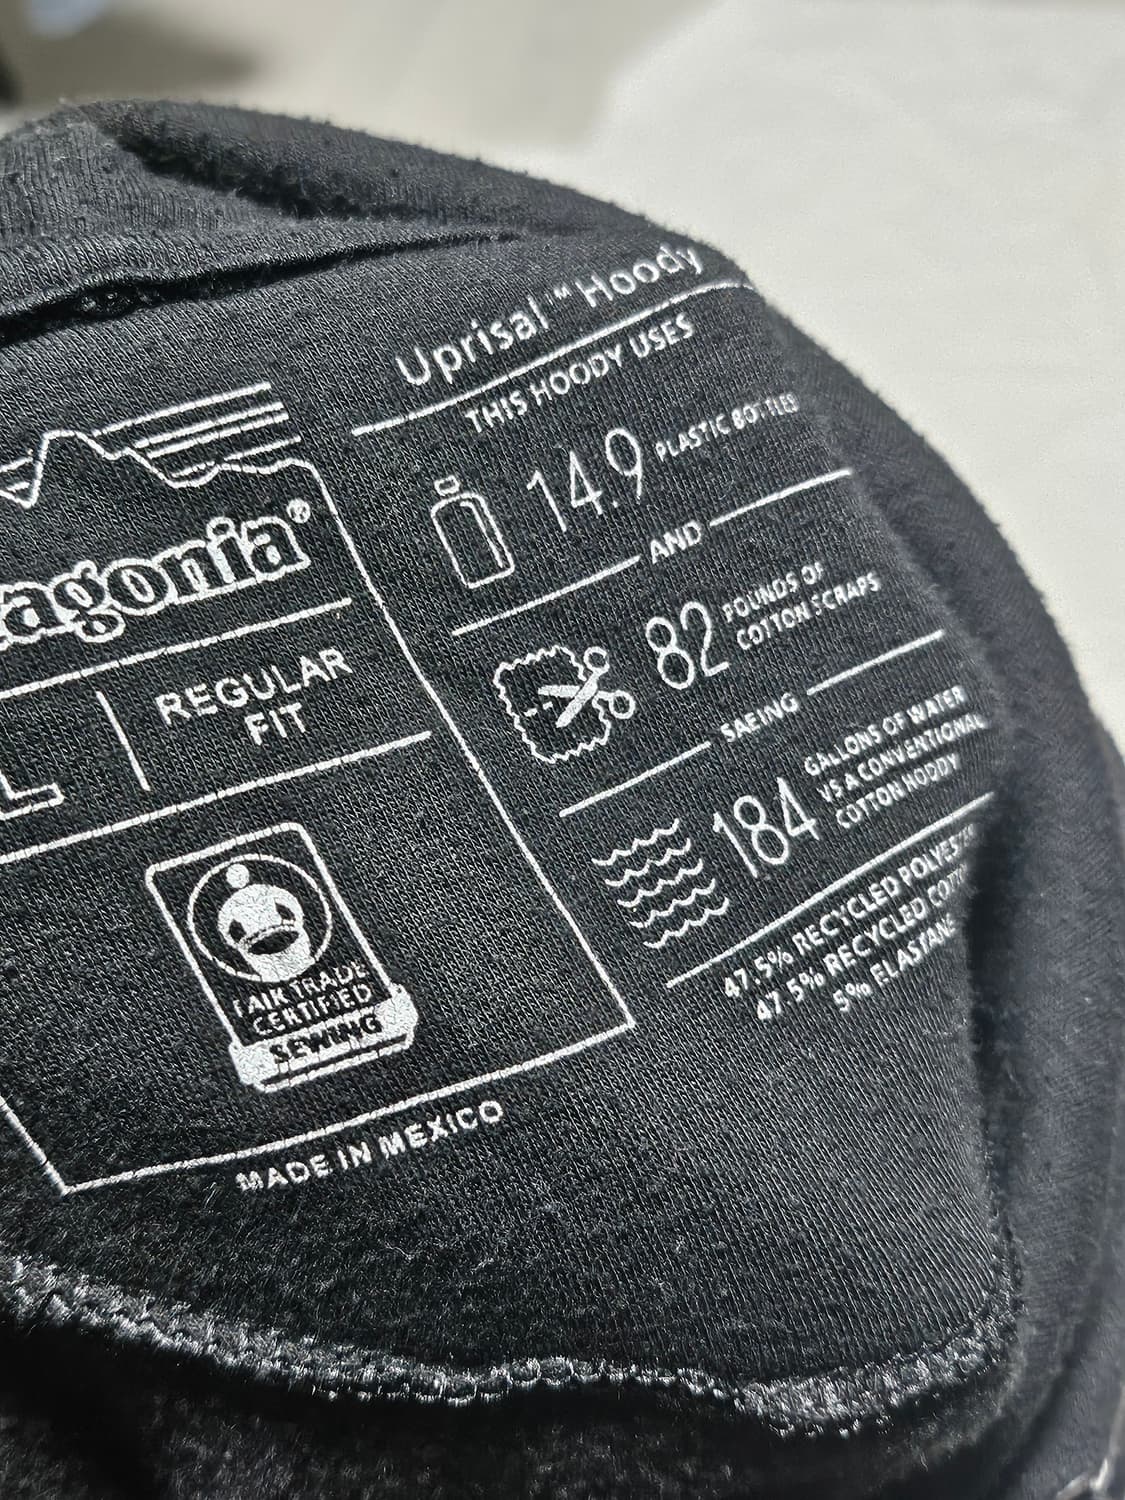 agonia®
L
REGULAR
FIT
FAIR TRADE
CERTIFIED
SEWING
MADE IN MEXICO
Uprisal™ Hoody
THIS HOODY USES
14.9 PLASTIC BOTTLES
AND
82 POUNDS OF
COTTON SCRAPS
SAEING
184 GALLONS OF WATER
VS A CONVENTIONAL
COTTON HODDY
47.5% RECYCLED POLYESTER
47.5% RECYCLED COTTO
5% ELASTANE